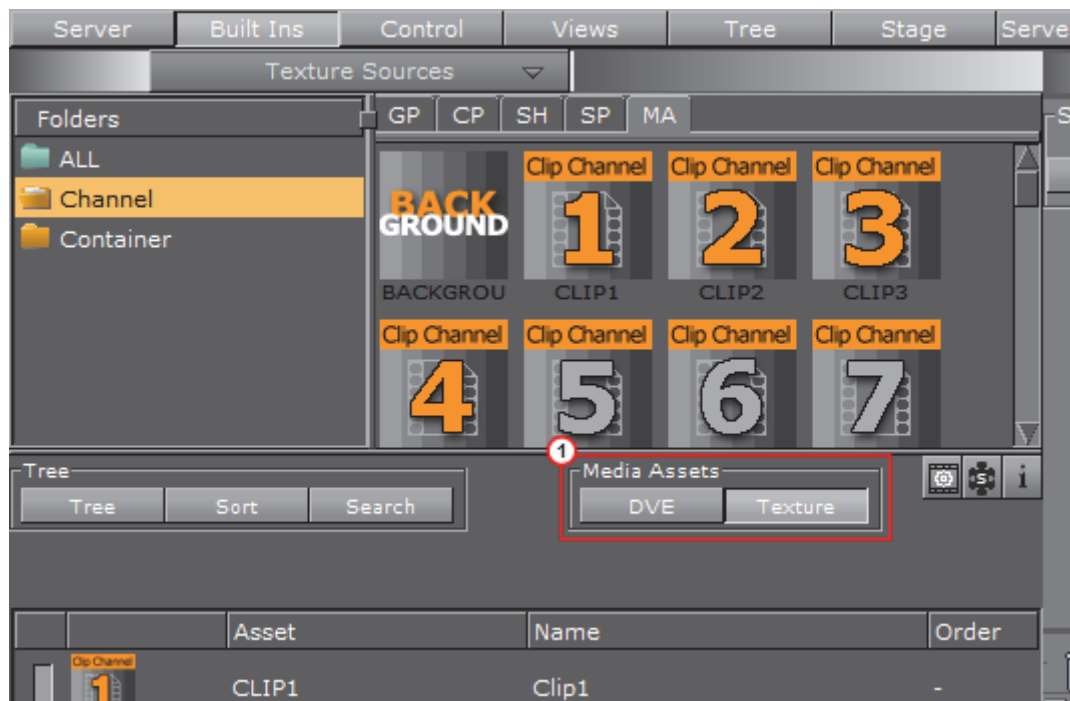 Server Built Ins Control Views Tree Stage Serve
Texture Sources
Folders GP CP SH SP MA
ALL
Channel
Container
BACK
GROUND
Clip Channel Clip Channel Clip Channel
1 2 3
BACKGROU CLIP1 CLIP2 CLIP3
Clip Channel Clip Channel Clip Channel Clip Channel
4 5 6 7
1
Tree Media Assets
Tree Sort Search DVE Texture S i
Asset Name Order
Clip Channel
1
CLIP1 Clip1 -